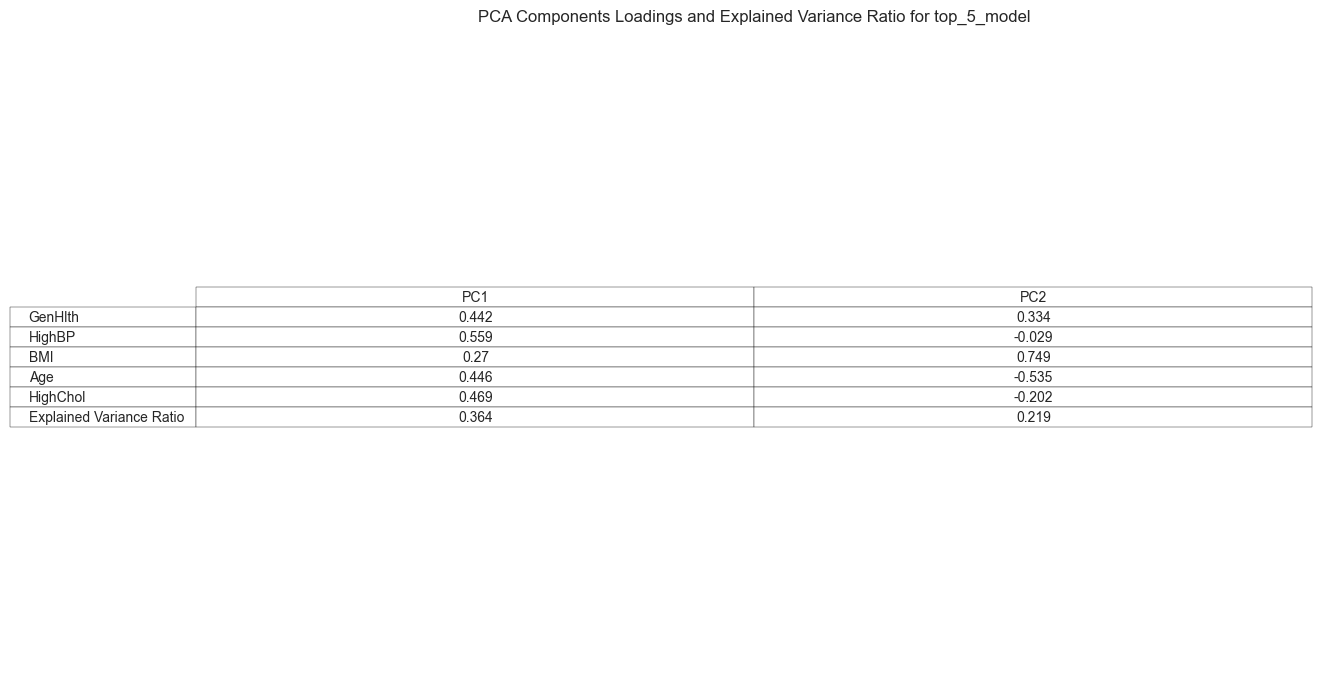 PCA Components Loadings and Explained Variance Ratio for top_5_model
PC1 PC2
GenHlth 0.442 0.334
HighBP 0.559 -0.029
BMI 0.27 0.749
Age 0.446 -0.535
HighChol 0.469 -0.202
Explained Variance Ratio 0.364 0.219